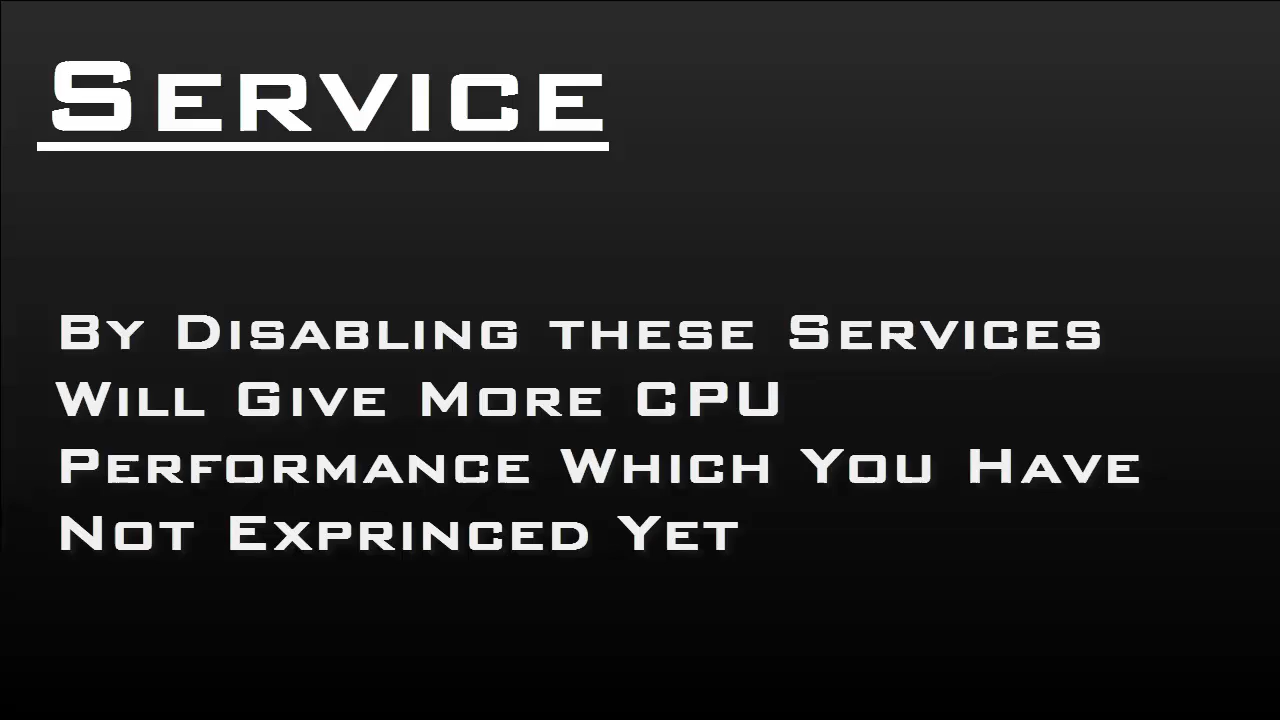 Service
By Disabling these Services
Will Give More CPU
Performance Which You Have
Not Exprinced Yet